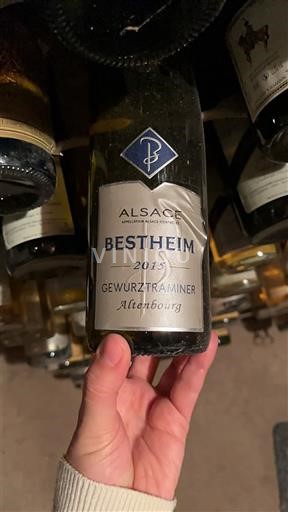 B
ALSACE
APPELLATION ALSACE CONTRÔLÉE
BESTHEIM
2015
GEWURZTRAMINER
Altenbourg